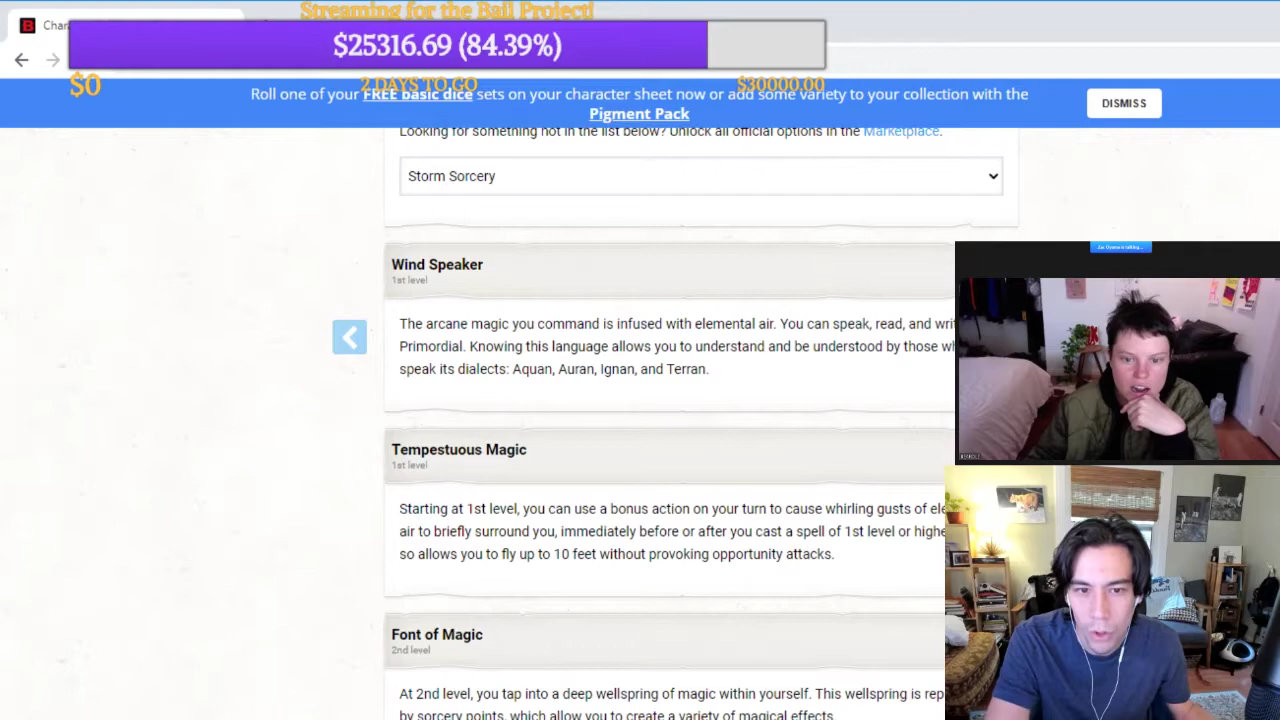 Streaming for the Bail Project!
Chara
$25316.69 (84.39%)
$0
2 DAYS TO GO
$30000.00
Roll one of your FREE basic dice sets on your character sheet now or add some variety to your collection with the
Pigment Pack
DISMISS
Looking for something not in the list below? Unlock all official options in the Marketplace.
Storm Sorcery
Wind Speaker
1st level
The arcane magic you command is infused with elemental air. You can speak, read, and writ
Primordial. Knowing this language allows you to understand and be understood by those wh
speak its dialects: Aquan, Auran, Ignan, and Terran.
Tempestuous Magic
1st level
Starting at 1st level, you can use a bonus action on your turn to cause whirling gusts of ele
air to briefly surround you, immediately before or after you cast a spell of 1st level or highe
so allows you to fly up to 10 feet without provoking opportunity attacks.
Font of Magic
2nd level
At 2nd level, you tap into a deep wellspring of magic within yourself. This wellspring is rep
by sorcery points, which allow you to create a variety of magical effects.